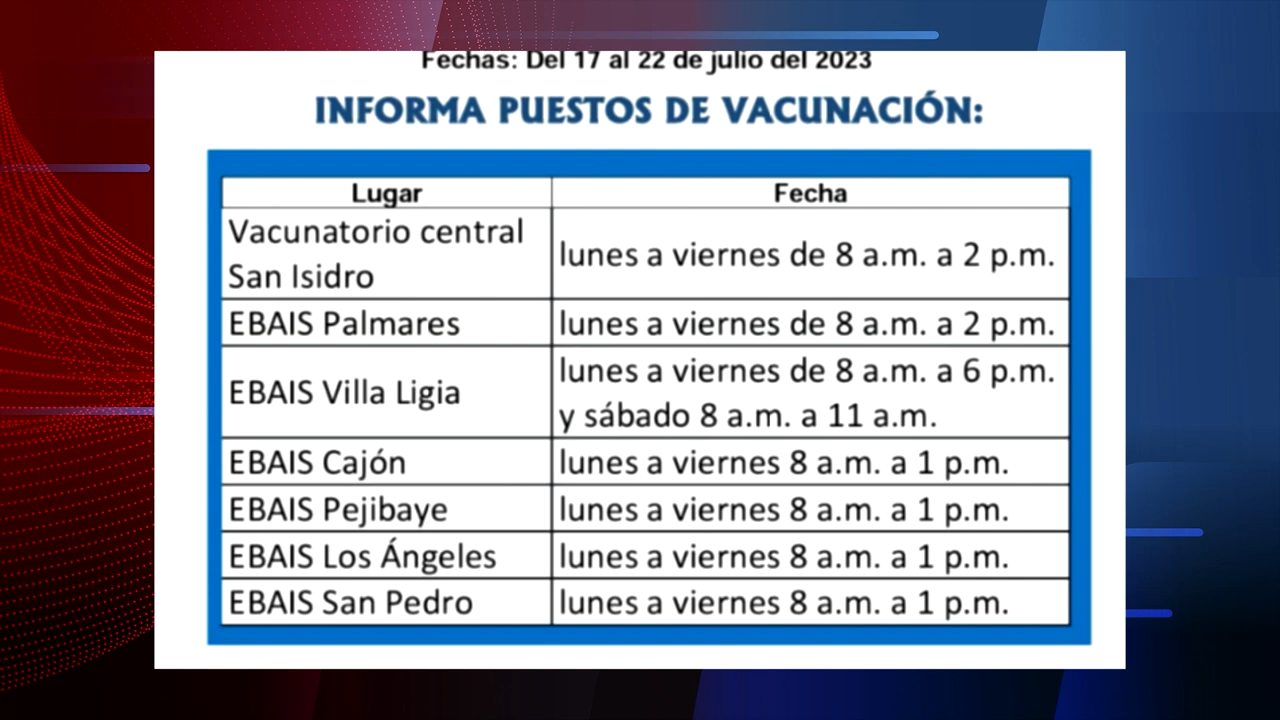 Fechas: Del 17 al 22 de julio del 2023
INFORMA PUESTOS DE VACUNACIÓN:
Lugar Fecha
Vacunatorio central
San Isidro
lunes a viernes de 8 a.m. a 2 p.m.
EBAIS Palmares lunes a viernes de 8 a.m. a 2 p.m.
EBAIS Villa Ligia
lunes a viernes de 8 a.m. a 6 p.m.
y sábado 8 a.m. a 11 a.m.
EBAIS Cajón lunes a viernes 8 a.m. a 1 p.m.
EBAIS Pejibaye lunes a viernes 8 a.m. a 1 p.m.
EBAIS Los Ángeles lunes a viernes 8 a.m. a 1 p.m.
EBAIS San Pedro lunes a viernes 8 a.m. a 1 p.m.